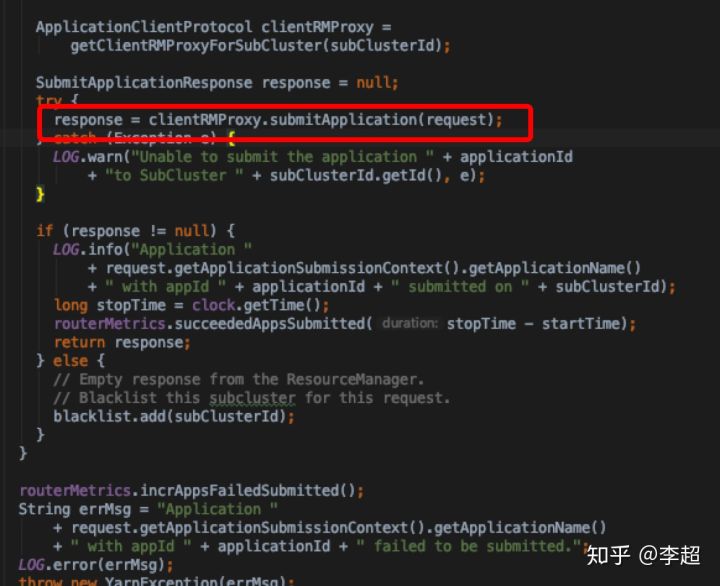 ApplicationClientProtocol clientRMProxy =
getClientRMProxyForSubCluster(subClusterId);
SubmitApplicationResponse response = null;
try {
response = clientRMProxy.submitApplication(request);
} catch (Exception e) {
LOG.warn("Unable to submit the application " + applicationId
+ "to SubCluster " + subClusterId.getId(), e);
}
if (response != null) {
LOG.info("Application "
+ request.getApplicationSubmissionContext().getApplicationName()
+ " with appId " + applicationId + " submitted on " + subClusterId);
long stopTime = clock.getTime();
routerMetrics.succeededAppsSubmitted( duration: stopTime - startTime);
return response;
} else {
// Empty response from the ResourceManager.
// Blacklist this subcluster for this request.
blacklist.add(subClusterId);
}
}
routerMetrics.incrAppsFailedSubmitted();
String errMsg = "Application "
+ request.getApplicationSubmissionContext().getApplicationName()
+ " with appId " + applicationId + " failed to be submitted.";
LOG.error(errMsg);
throw new YarnException(errMsg);
知乎 @李超